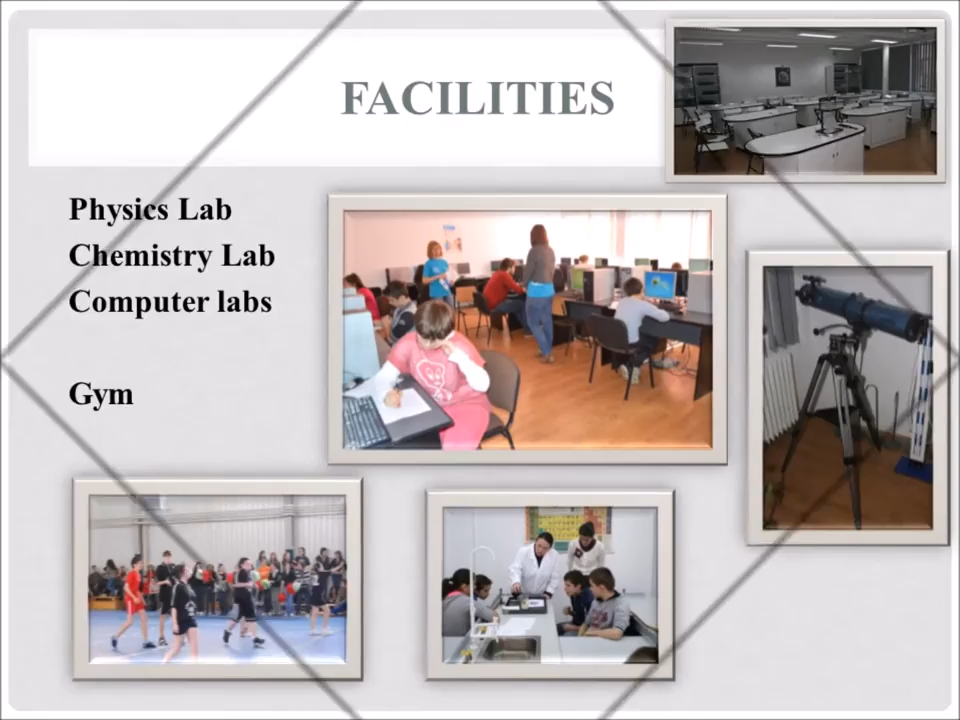 FACILITIES
Physics Lab
Chemistry Lab
Computer labs
Gym